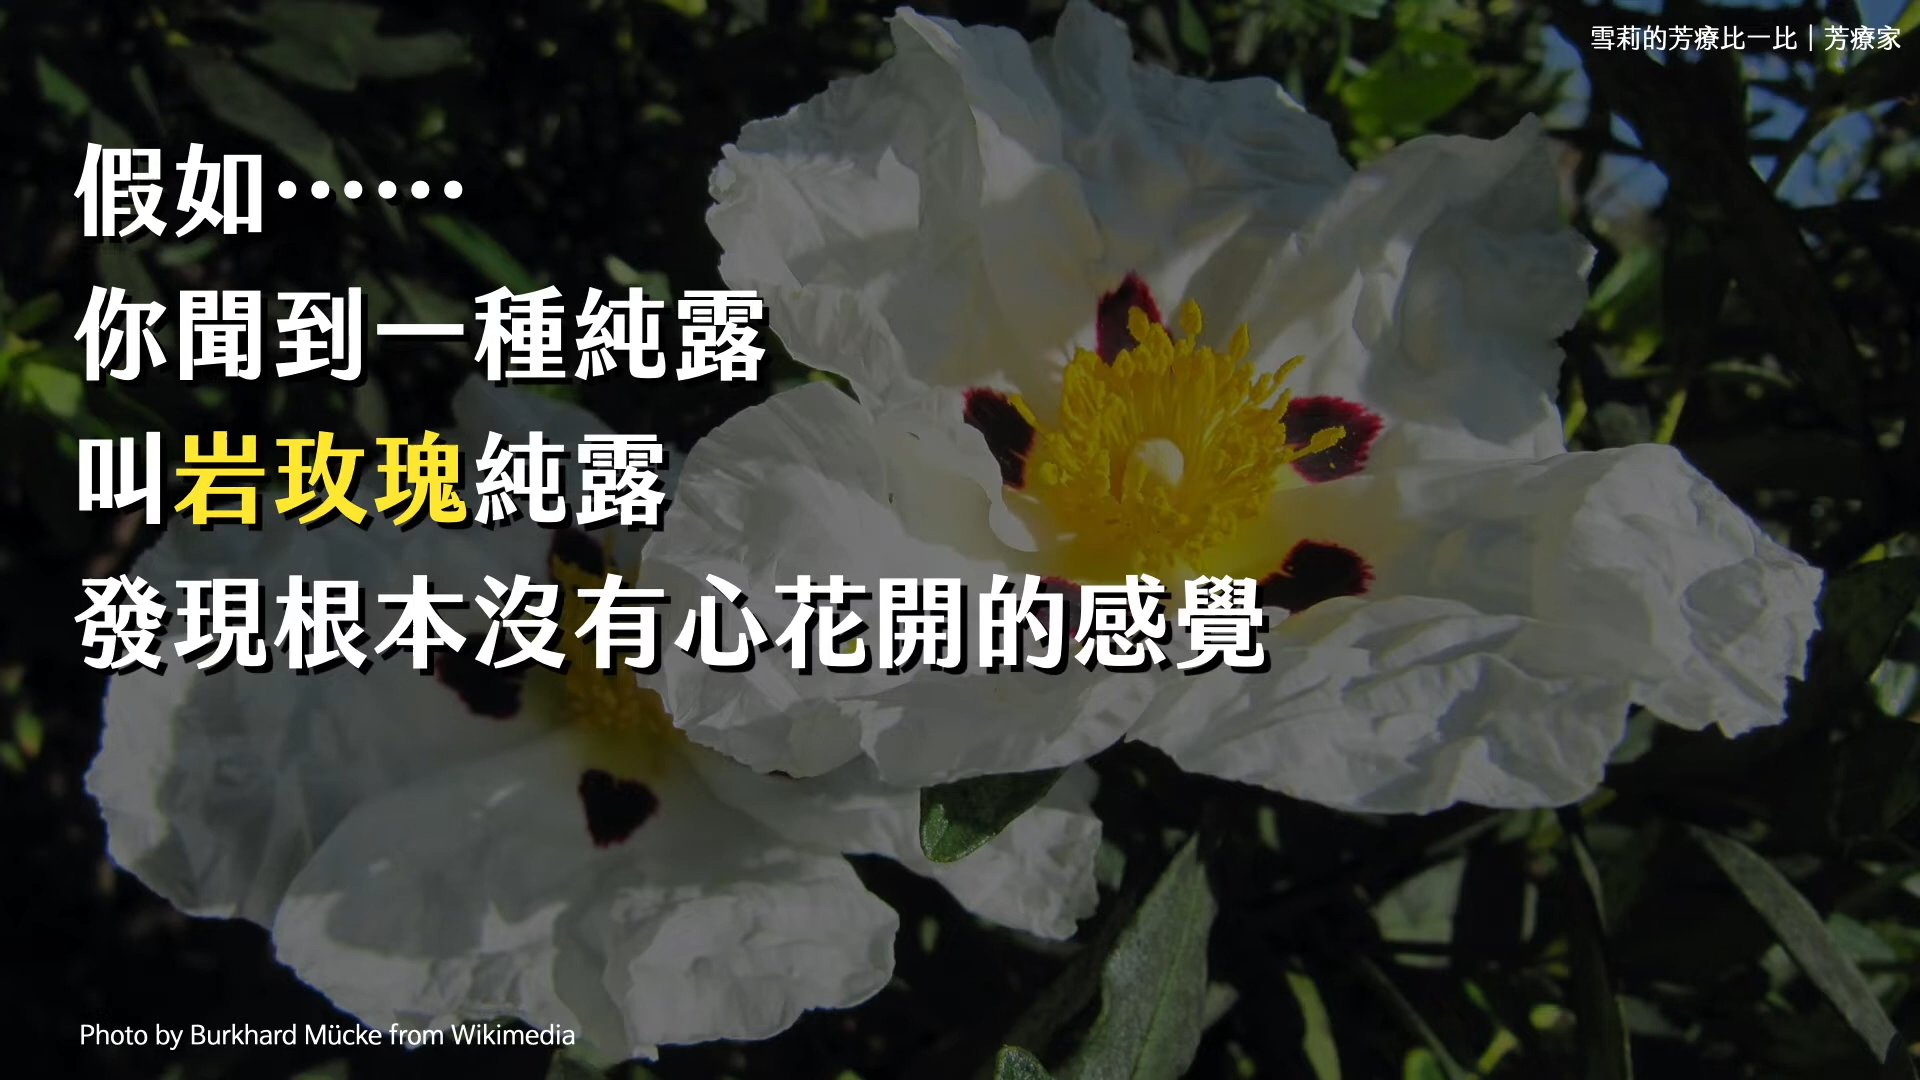 雪莉的芳療比一比｜芳療家
假如⋯⋯
你聞到一種純露
叫岩玫瑰純露
發現根本沒有心花開的感覺
Photo by Burkhard Mücke from Wikimedia